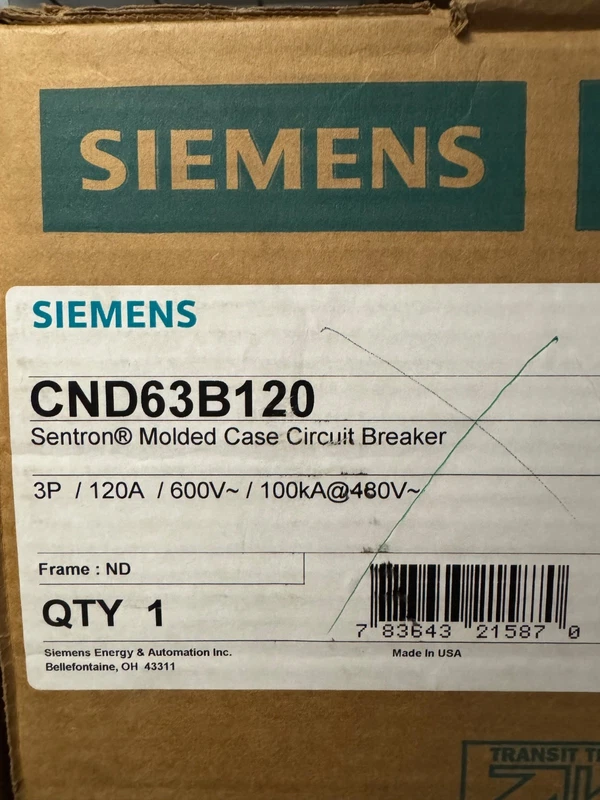 SIEMENS
SIEMENS
CND63B120
Sentron® Molded Case Circuit Breaker
3P / 120A / 600V~ / 100kA@480V~
Frame : ND
QTY 1
7 83643 21587 0
Siemens Energy & Automation Inc.
Bellefontaine, OH 43311
Made In USA
TRANSIT